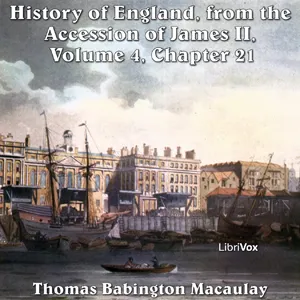 History of England, from the
Accession of James II,
Volume 4, Chapter 21
LibriVox
Thomas Babington Macaulay